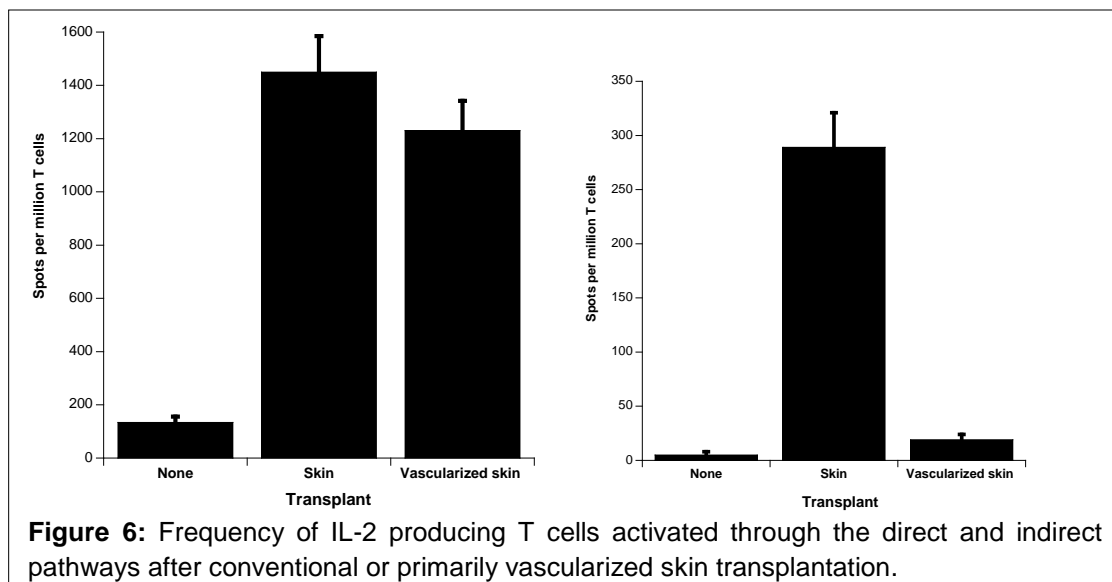 1600
1400
1200
1000
800
600
400
200
0
Spots per million T cells
None Skin Vascularized skin
Transplant
350
300
250
200
150
100
50
0
Spots per million T cells
None Skin Vascularized skin
Transplant
Figure 6: Frequency of IL-2 producing T cells activated through the direct and indirect
pathways after conventional or primarily vascularized skin transplantation.